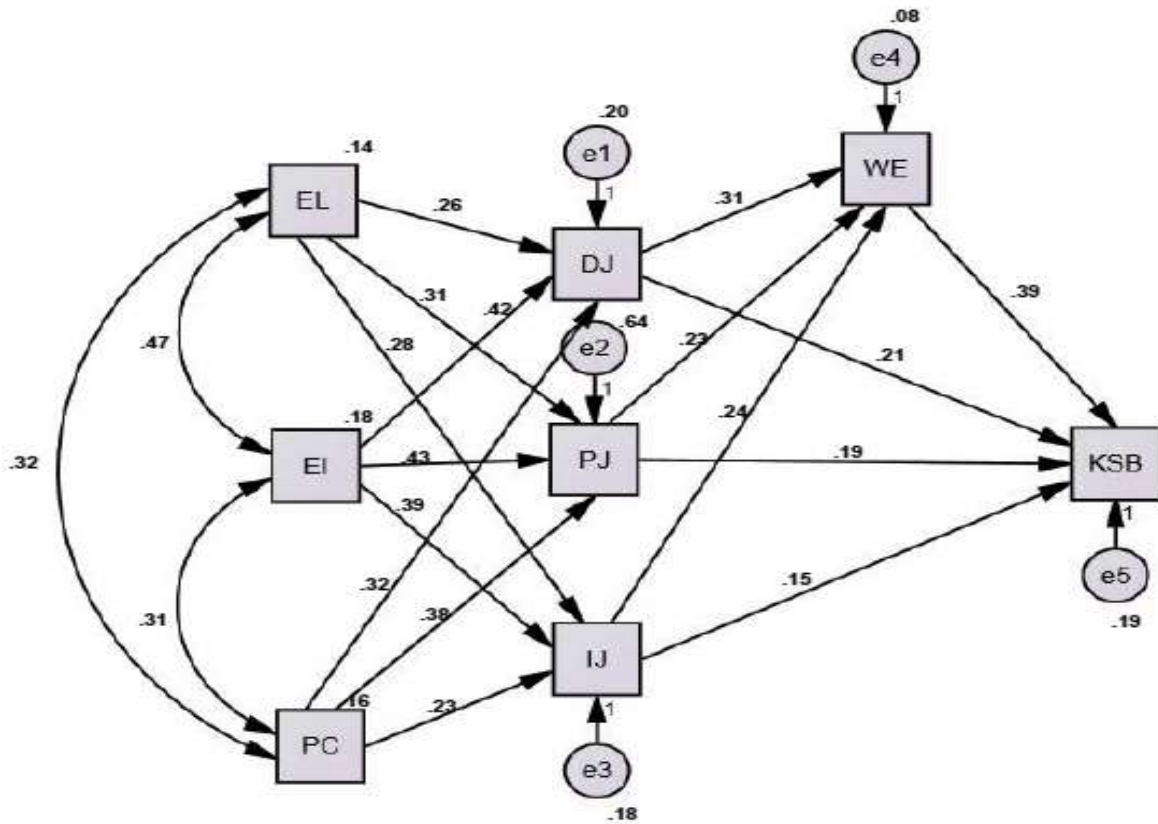 .08
e4
1
.20
.14
e1
WE
EL
1
.26
.31
DJ
.31
.42
.64
.39
.47
e2
.28
.23
.21
1
.18
.24
.32
EI
.43
PJ
.19
KSB
.39
1
.32
.15
e5
.31
.38
.19
IJ
.16
.23
1
PC
e3
.18